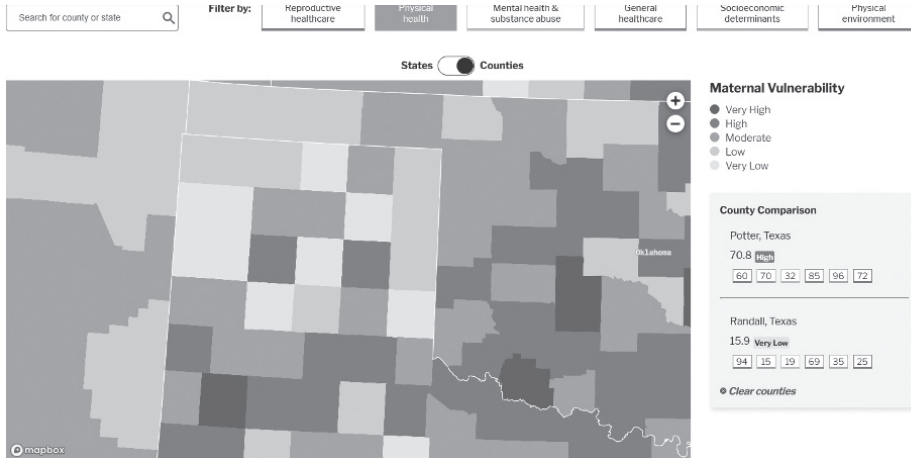 Search for county or state
Filter by:
Reproductive
healthcare
Physical
health
Mental health &
substance abuse
General
healthcare
Socioeconomic
determinants
Physical
environment
States
Counties
+
−
Maternal Vulnerability
Very High
High
Moderate
Low
Very Low
County Comparison
Potter, Texas
70.8 High
60 70 32 85 96 72
Randall, Texas
15.9 Very Low
94 15 19 69 35 25
Clear counties
Oklahoma
mapbox